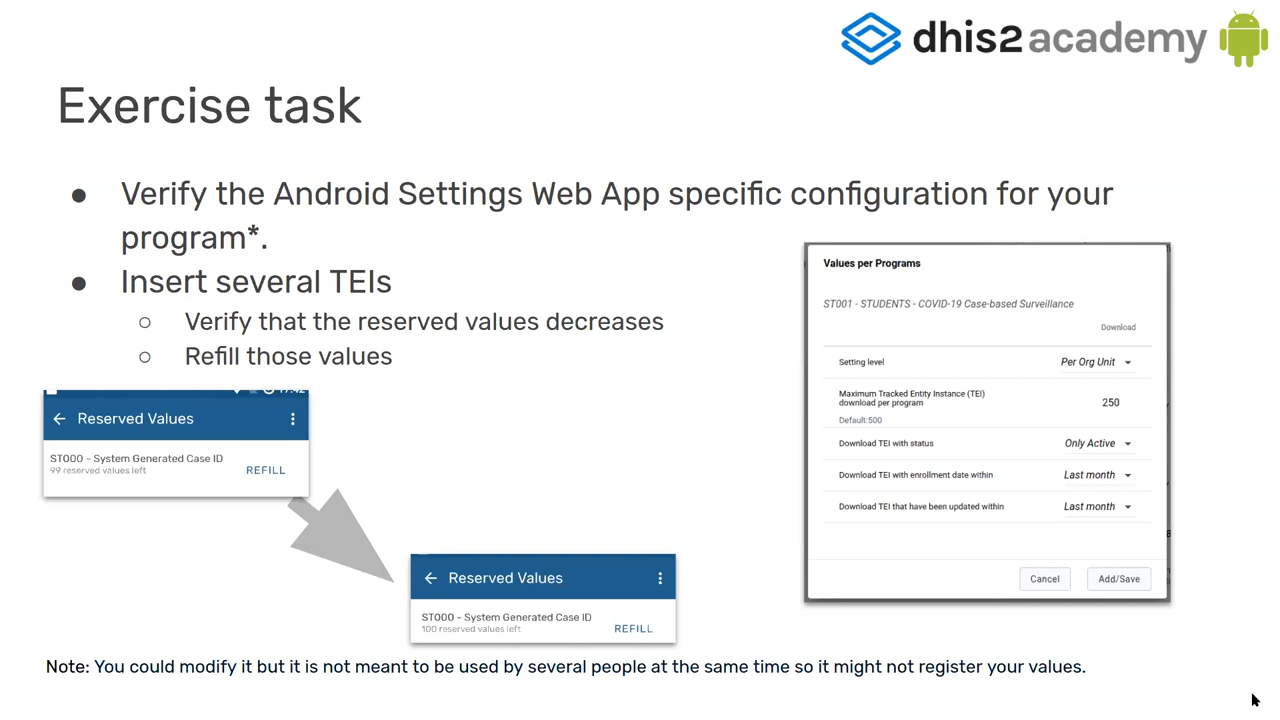 dhis2 academy
Exercise task
● Verify the Android Settings Web App specific configuration for your
program*.
● Insert several TEIs
○ Verify that the reserved values decreases
○ Refill those values
Reserved Values
ST000 - System Generated Case ID
99 reserved values left
REFILL
Reserved Values
ST000 - System Generated Case ID
100 reserved values left
REFILL
Values per Programs
ST001 - STUDENTS - COVID-19 Case-based Surveillance
Download
Setting level Per Org Unit
Maximum Tracked Entity Instance (TEI)
download per program 250
Default:500
Download TEI with status Only Active
Download TEI with enrollment date within Last month
Download TEI that have been updated within Last month
Cancel Add/Save
Note: You could modify it but it is not meant to be used by several people at the same time so it might not register your values.